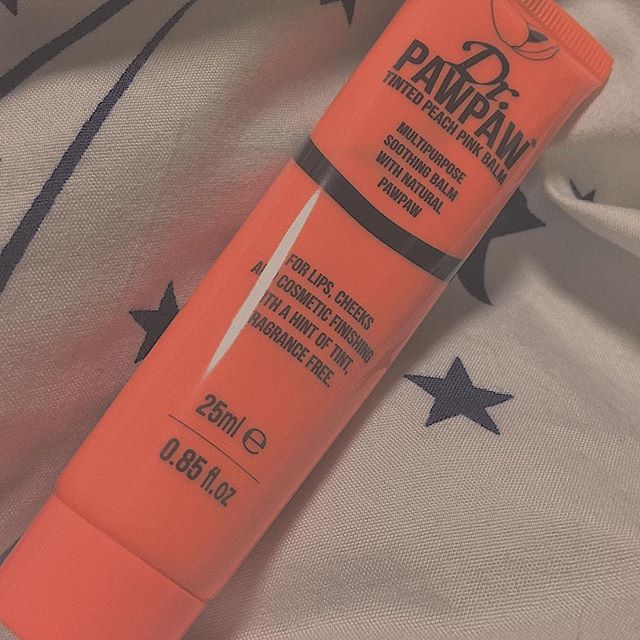 Dr.
PAWPAW®
TINTED PEACH PINK BALM
MULTIPURPOSE
SOOTHING BALM
WITH NATURAL
PAWPAW
FOR LIPS, CHEEKS
COSMETIC FINISHING
WITH A HINT OF TINT,
FRAGRANCE FREE.
25ml e
0.85 fl.oz